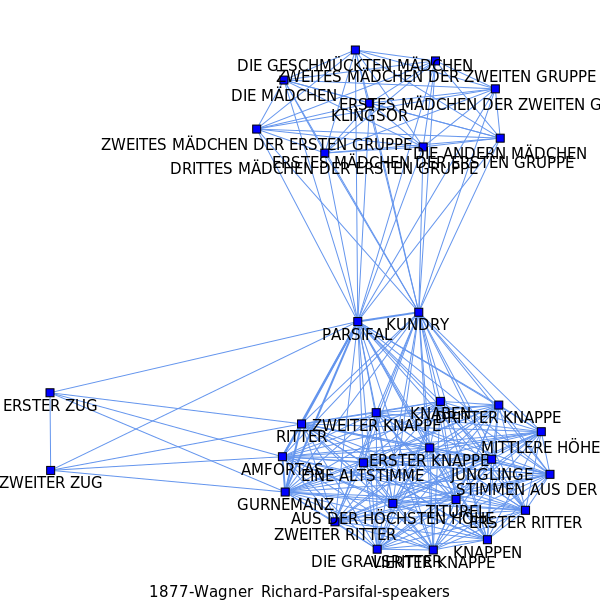 DIE GESCHMÜCKTEN MÄDCHEN
ZWEITES MÄDCHEN DER ZWEITEN GRUPPE
DIE MÄDCHEN
ERSTES MÄDCHEN DER ZWEITEN G
KLINGSOR
ZWEITES MÄDCHEN DER ERSTEN GRUPPE
DIE ANDERN MÄDCHEN
ERSTES MÄDCHEN DER ERSTEN GRUPPE
DRITTES MÄDCHEN DER ERSTEN GRUPPE
KUNDRY
PARSIFAL
ERSTER ZUG
KNABEN
DRITTER KNAPPE
ZWEITER KNAPPE
RITTER
MITTLERE HÖHE
ERSTER KNAPPE
AMFORTAS
EINE ALTSTIMME
JÜNGLINGE
ZWEITER ZUG
STIMMEN AUS DER
GURNEMANZ
TITUREL
AUS DER HÖCHSTEN HÖHE
ERSTER RITTER
ZWEITER RITTER
KNAPPEN
DIE GRALSRITTER
VIERTER KNAPPE
1877-Wagner_Richard-Parsifal-speakers